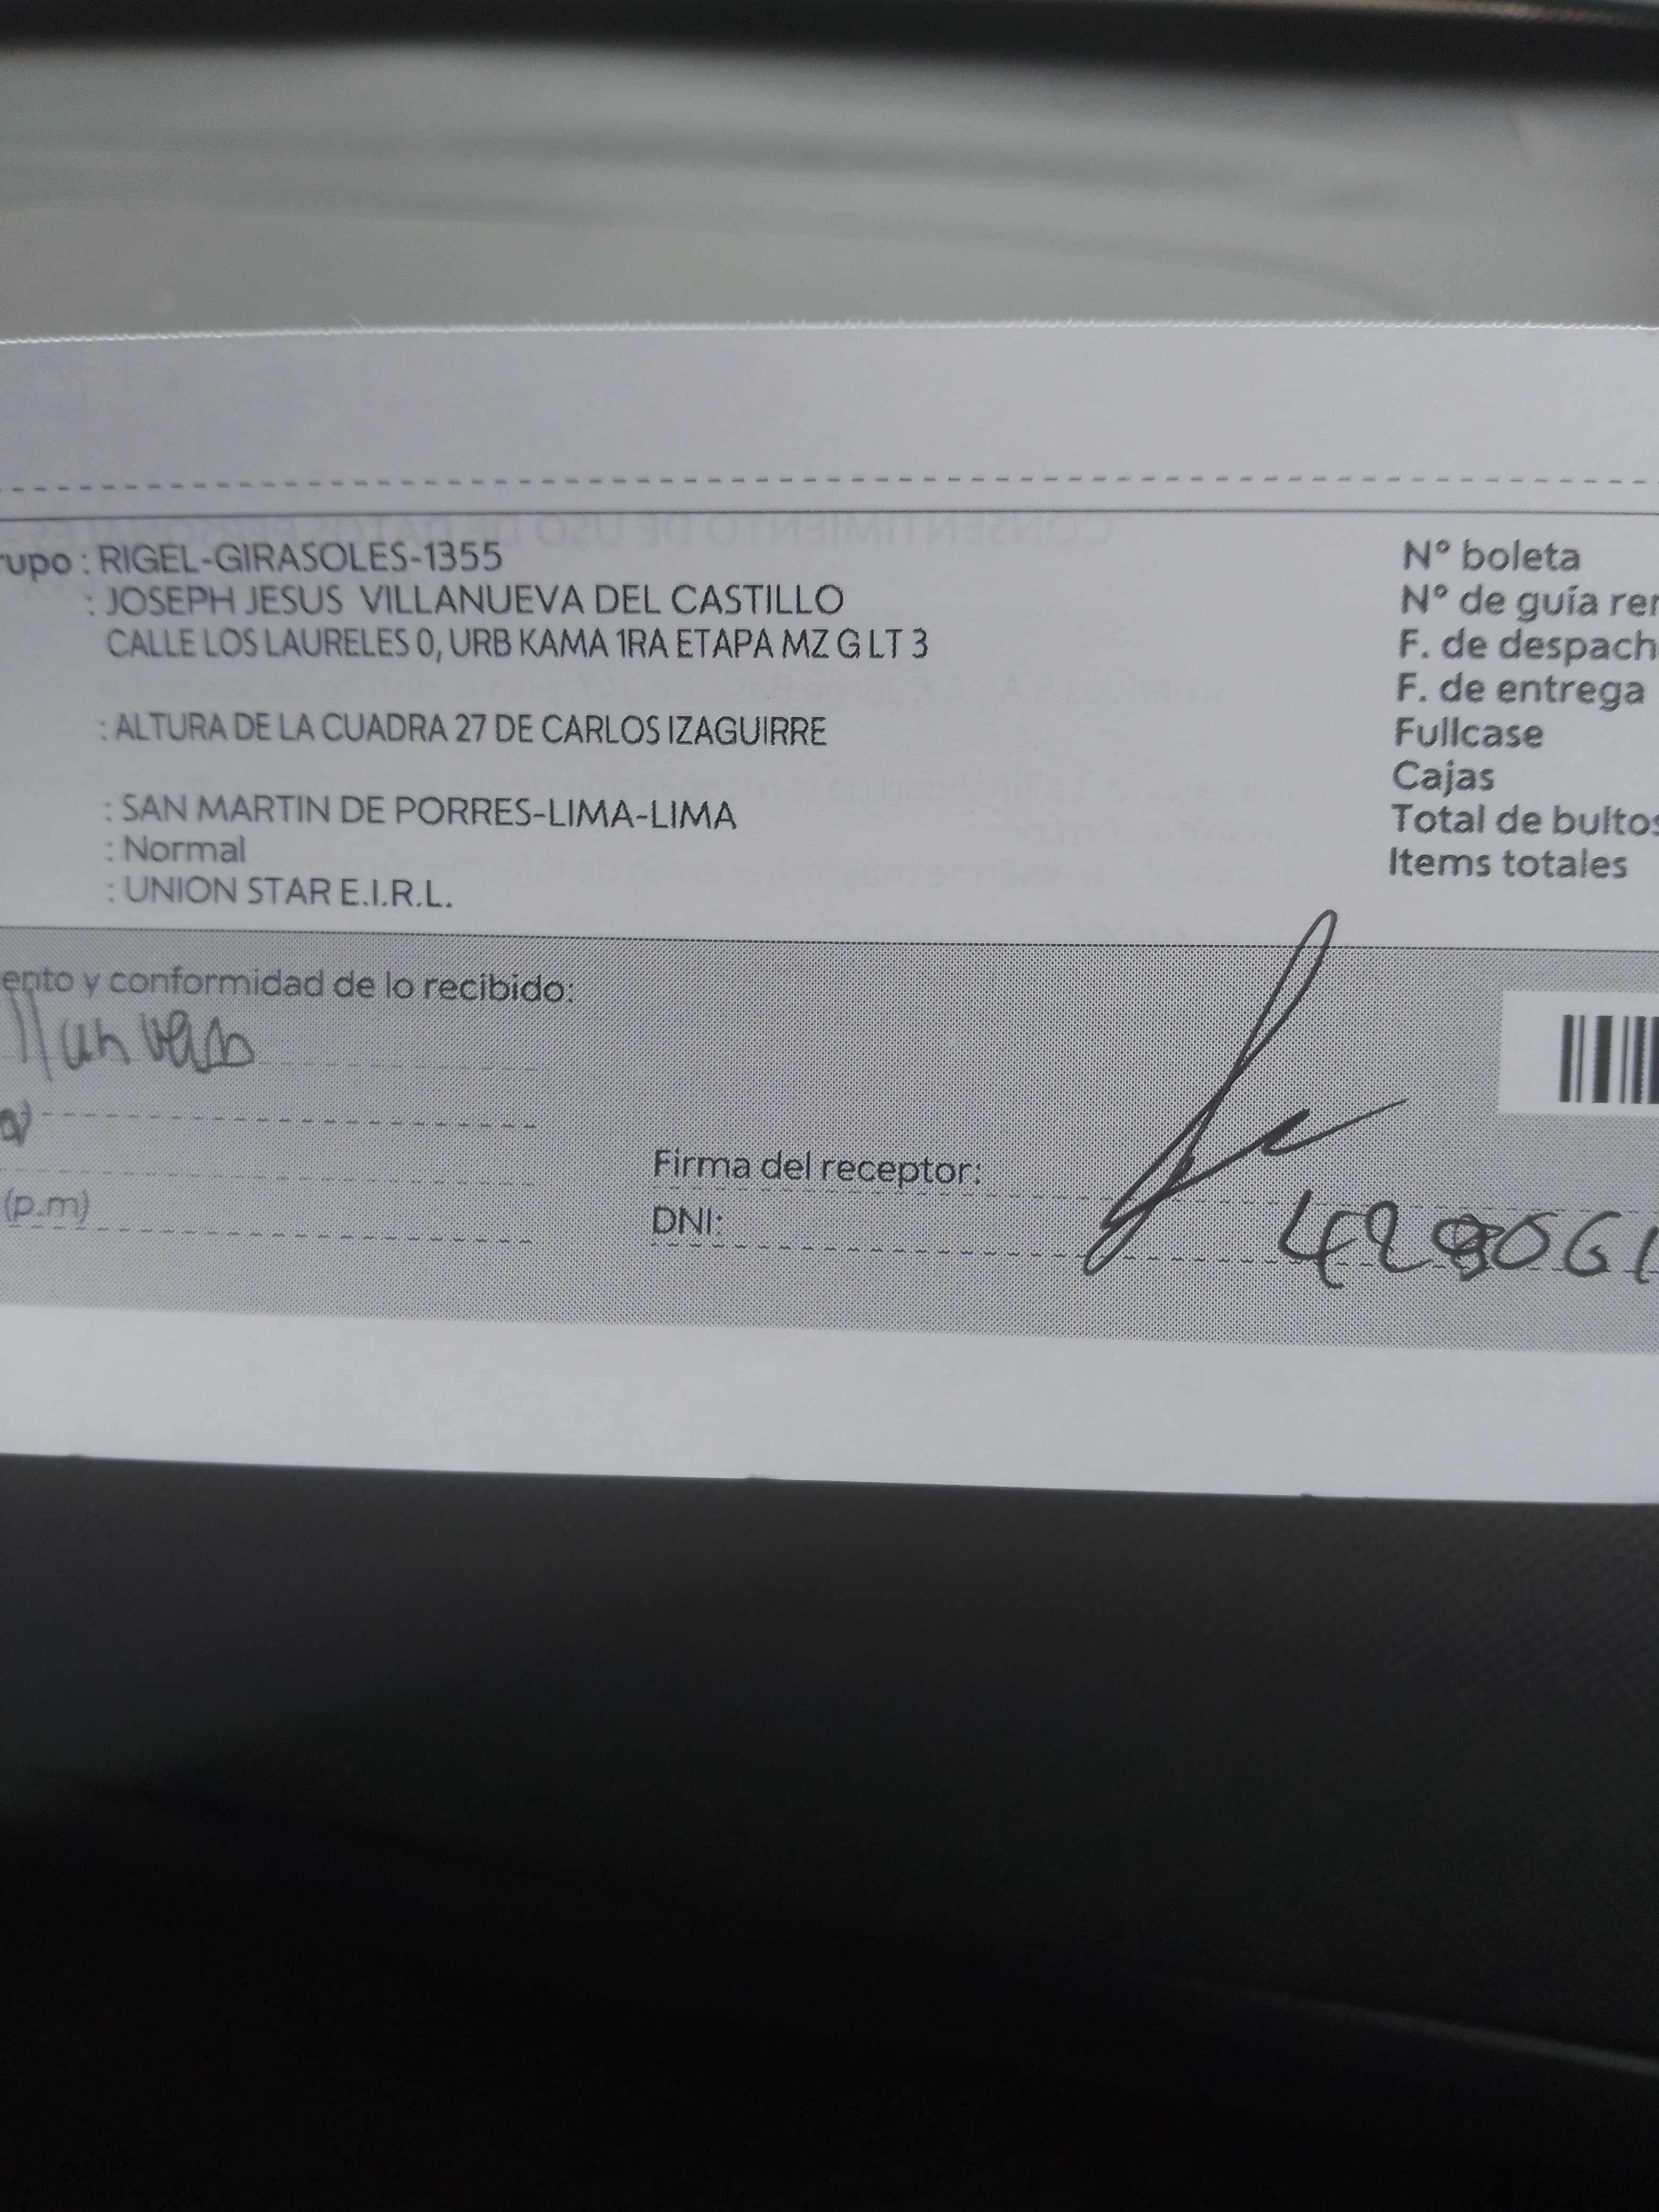 rupo : RIGEL-GIRASOLES-1355
: JOSEPH JESUS VILLANUEVA DEL CASTILLO
CALLE LOS LAURELES 0, URB KAMA 1RA ETAPA MZ G LT 3
: ALTURA DE LA CUADRA 27 DE CARLOS IZAGUIRRE
: SAN MARTIN DE PORRES-LIMA-LIMA
: Normal
: UNION STAR E.I.R.L.
N° boleta
N° de guía rer
F. de despach
F. de entrega
Fullcase
Cajas
Total de bultos
Items totales
ento y conformidad de lo recibido:
(p.m)
Firma del receptor:
DNI: